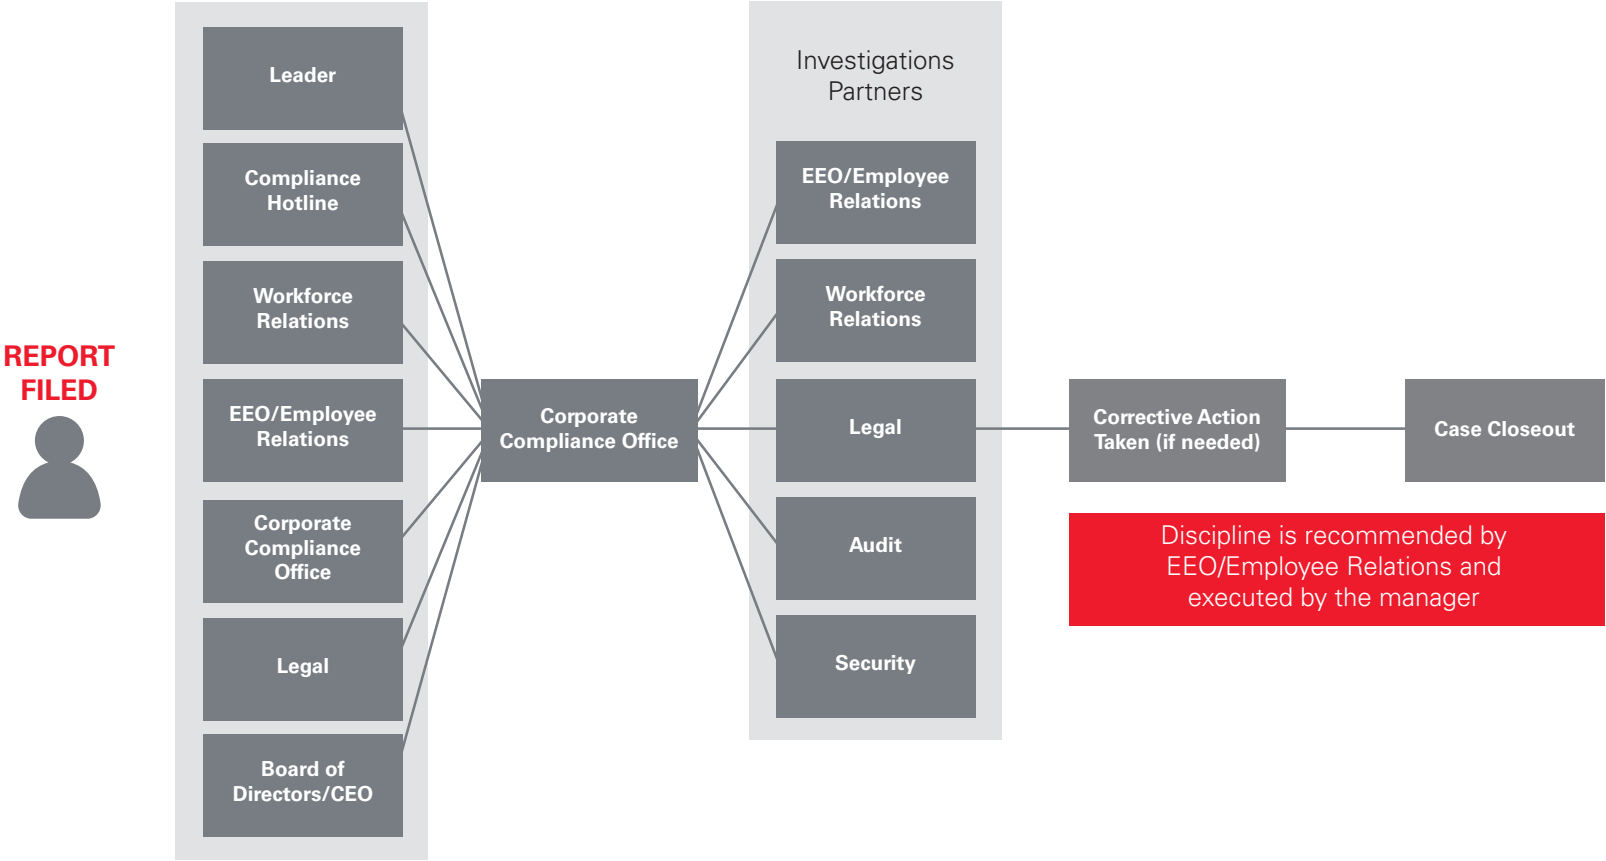 REPORT
FILED
Leader
Compliance
Hotline
Workforce
Relations
EEO/Employee
Relations
Corporate
Compliance
Office
Legal
Board of
Directors/CEO
Corporate
Compliance Office
Investigations
Partners
EEO/Employee
Relations
Workforce
Relations
Legal
Audit
Security
Corrective Action
Taken (if needed)
Case Closeout
Discipline is recommended by
EEO/Employee Relations and
executed by the manager